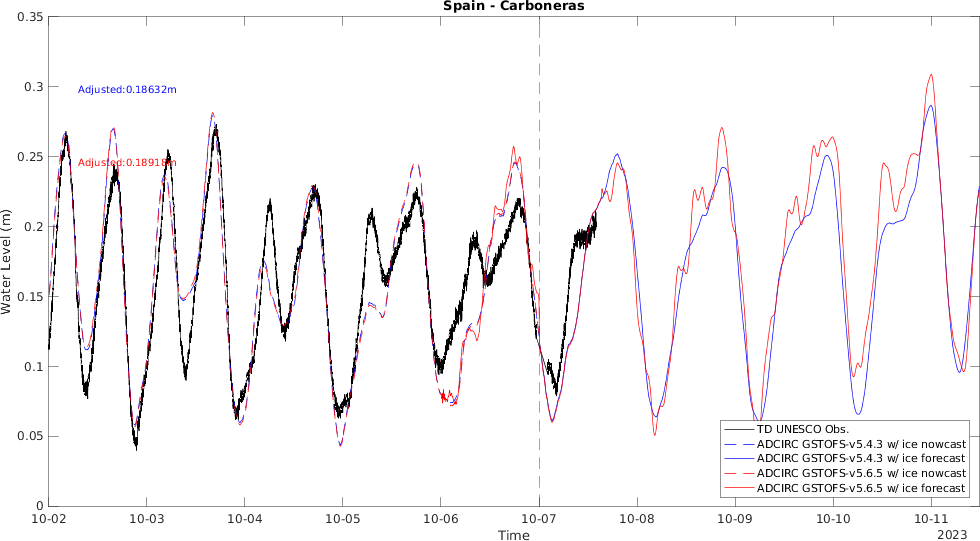 Spain - Carboneras
0.35
0.3
0.25
0.2
0.15
0.1
0.05
0
Water Level (m)
Adjusted:0.18632m
Adjusted:0.18918m
TD UNESCO Obs.
ADCIRC GSTOFS-v5.4.3 w/ ice nowcast
ADCIRC GSTOFS-v5.4.3 w/ ice forecast
ADCIRC GSTOFS-v5.6.5 w/ ice nowcast
ADCIRC GSTOFS-v5.6.5 w/ ice forecast
10-02 10-03 10-04 10-05 10-06 10-07 10-08 10-09 10-10 10-11
Time
2023